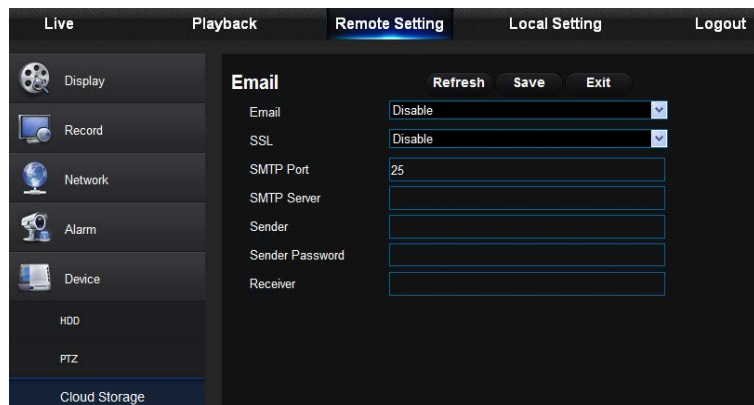 Live Playback Remote Setting Local Setting Logout
Display
Record
Network
Alarm
Device
HDD
PTZ
Cloud Storage
Email Refresh Save Exit
Email Disable
SSL Disable
SMTP Port 25
SMTP Server
Sender
Sender Password
Receiver